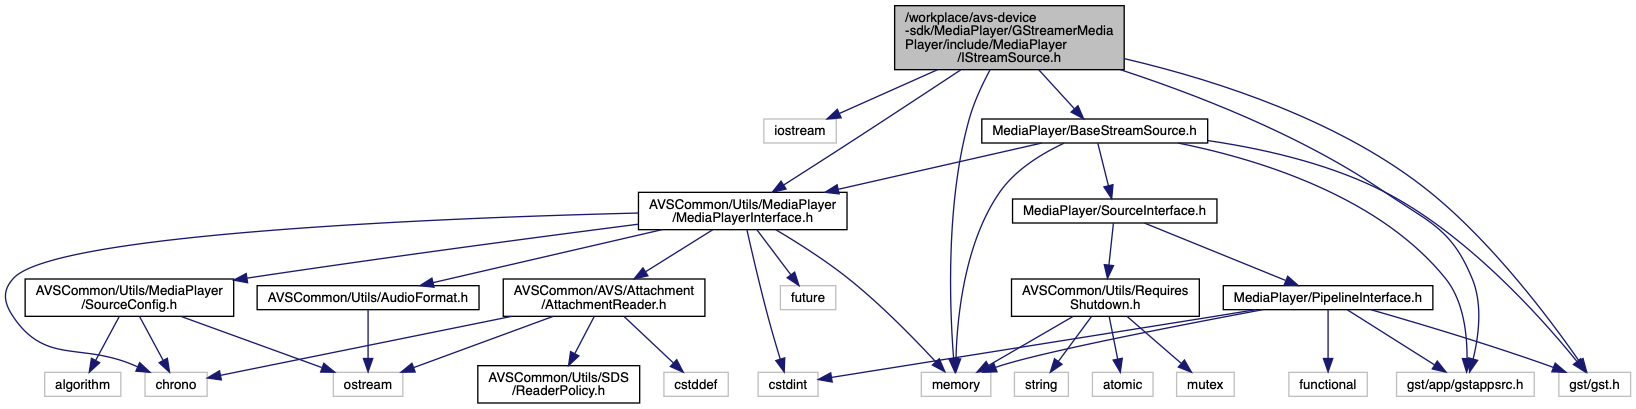 /workplace/avs-device
-sdk/MediaPlayer/GStreamerMedia
Player/include/MediaPlayer
/IStreamSource.h
iostream
MediaPlayer/BaseStreamSource.h
AVSCommon/Utils/MediaPlayer
/MediaPlayerInterface.h
MediaPlayer/SourceInterface.h
AVSCommon/Utils/MediaPlayer
/SourceConfig.h
AVSCommon/Utils/AudioFormat.h
AVSCommon/AVS/Attachment
/AttachmentReader.h
future
AVSCommon/Utils/Requires
Shutdown.h
MediaPlayer/PipelineInterface.h
algorithm
chrono
ostream
AVSCommon/Utils/SDS
/ReaderPolicy.h
cstddef
cstdint
memory
string
atomic
mutex
functional
gst/app/gstappsrc.h
gst/gst.h